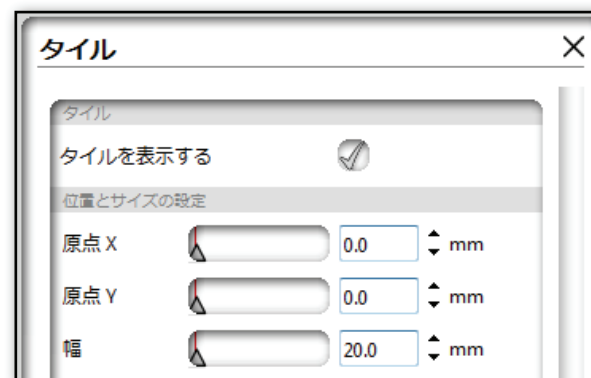 タイル
タイル
タイルを表示する
位置とサイズの設定
原点 X 0.0 mm
原点 Y 0.0 mm
幅 20.0 mm